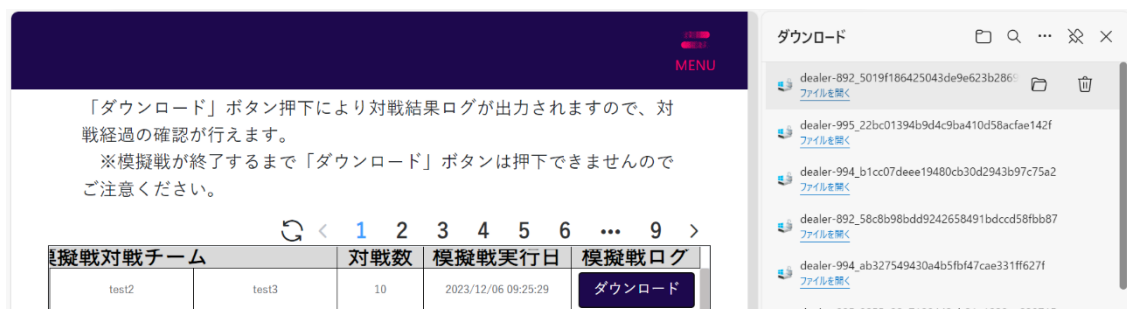 MENU
「ダウンロード」ボタン押下により対戦結果ログが出力されますので、対
戦経過の確認が行えます。
※模擬戦が終了するまで「ダウンロード」ボタンは押下できませんので
ご注意ください。
1 2 3 4 5 6 ••• 9
模擬戦対戦チーム 対戦数 模擬戦実行日 模擬戦ログ
test2 test3 10 2023/12/06 09:25:29 ダウンロード
ダウンロード
dealer-892_5019f186425043de9e623b2869
ファイルを開く
dealer-995_22bc01394b9d4c9ba410d58acfae142f
ファイルを開く
dealer-994_b1cc07deee19480cb30d2943b97c75a2
ファイルを開く
dealer-892_58c8b98bdd9242658491bdccd58fbb87
ファイルを開く
dealer-994_ab327549430a4b5fbf47cae331ff627f
ファイルを開く